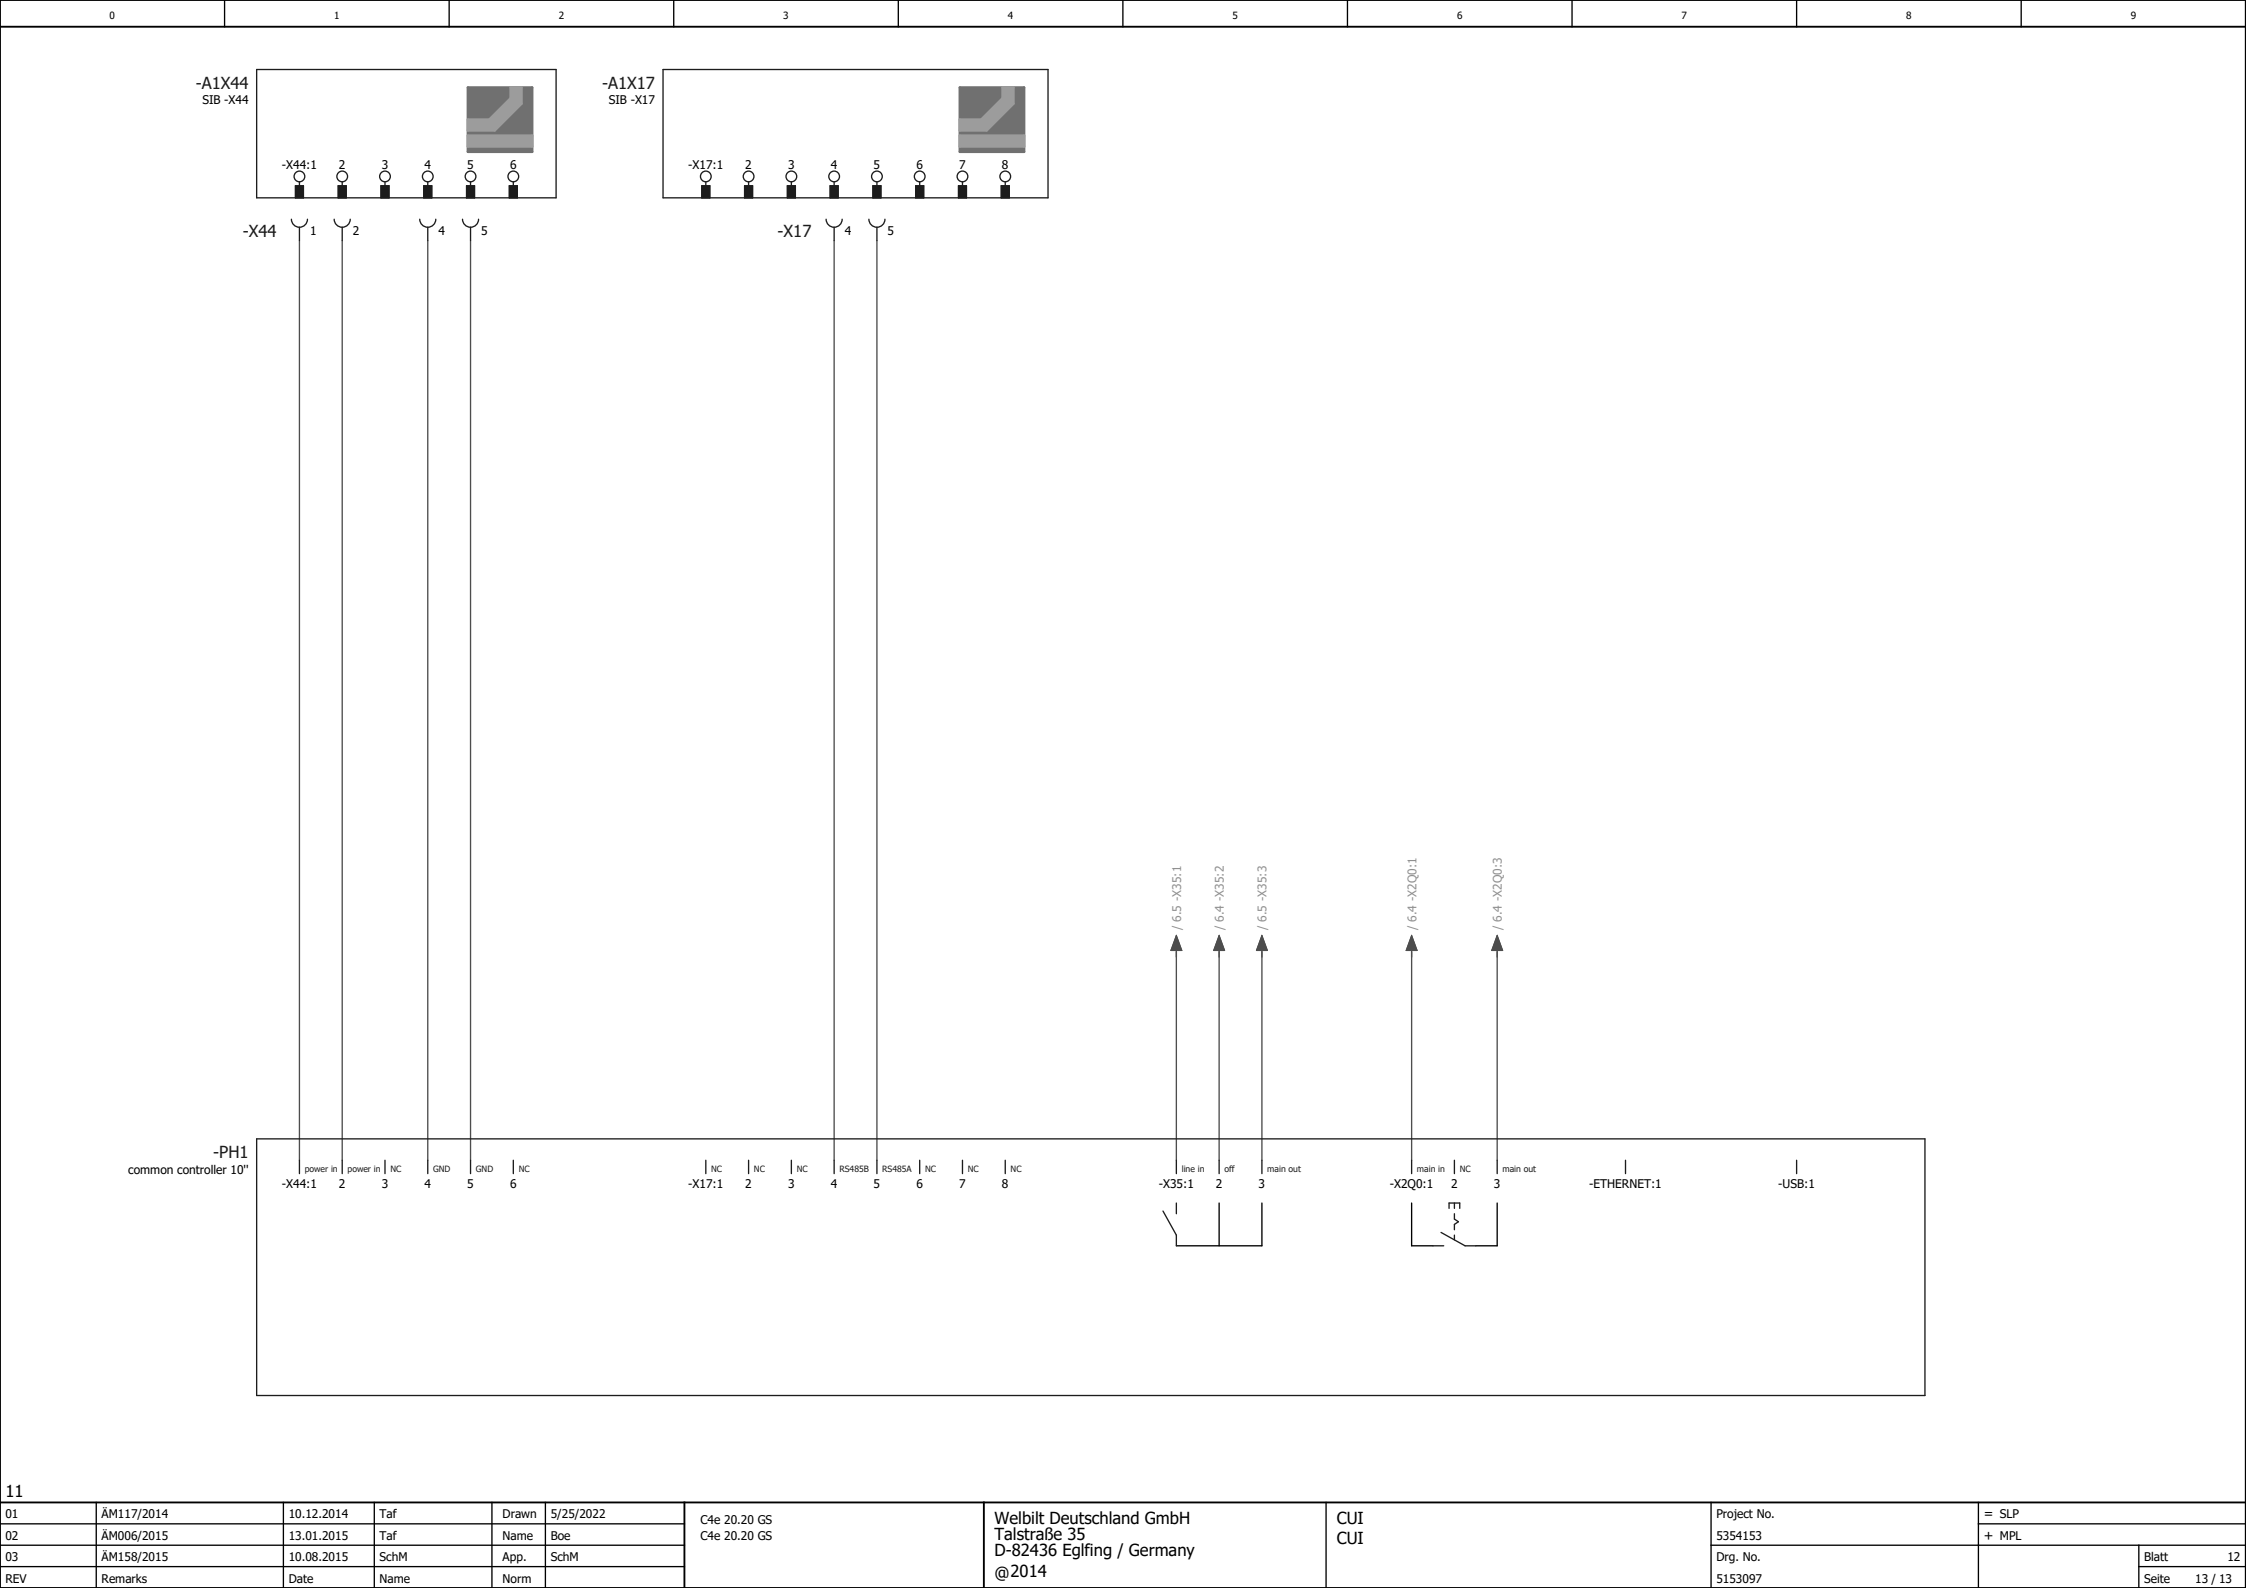 0 1 2 3 4 5 6 7 8 9
-A1X44
SIB -X44
-X44:1 2 3 4 5 6
-A1X17
SIB -X17
-X17:1 2 3 4 5 6 7 8
-X44 1 2 4 5
-X17 4 5
/ 6.5 -X35:1
/ 6.4 -X35:2
/ 6.5 -X35:3
/ 6.4 -X2Q0:1
/ 6.4 -X2Q0:3
-PH1
common controller 10"
power in power in NC GND GND NC
-X44:1 2 3 4 5 6
NC NC NC RS485B RS485A NC NC NC
-X17:1 2 3 4 5 6 7 8
line in off main out
-X35:1 2 3
main in NC main out
-X2Q0:1 2 3
-ETHERNET:1
-USB:1
11
01 ÄM117/2014 10.12.2014 Taf Drawn 5/25/2022
02 ÄM006/2015 13.01.2015 Taf Name Boe
03 ÄM158/2015 10.08.2015 SchM App. SchM
REV Remarks Date Name Norm
C4e 20.20 GS
C4e 20.20 GS
Welbilt Deutschland GmbH
Talstraße 35
D-82436 Eglfing / Germany
@2014
CUI
CUI
Project No.
5354153
Drg. No.
5153097
= SLP
+ MPL
Blatt 12
Seite 13 / 13